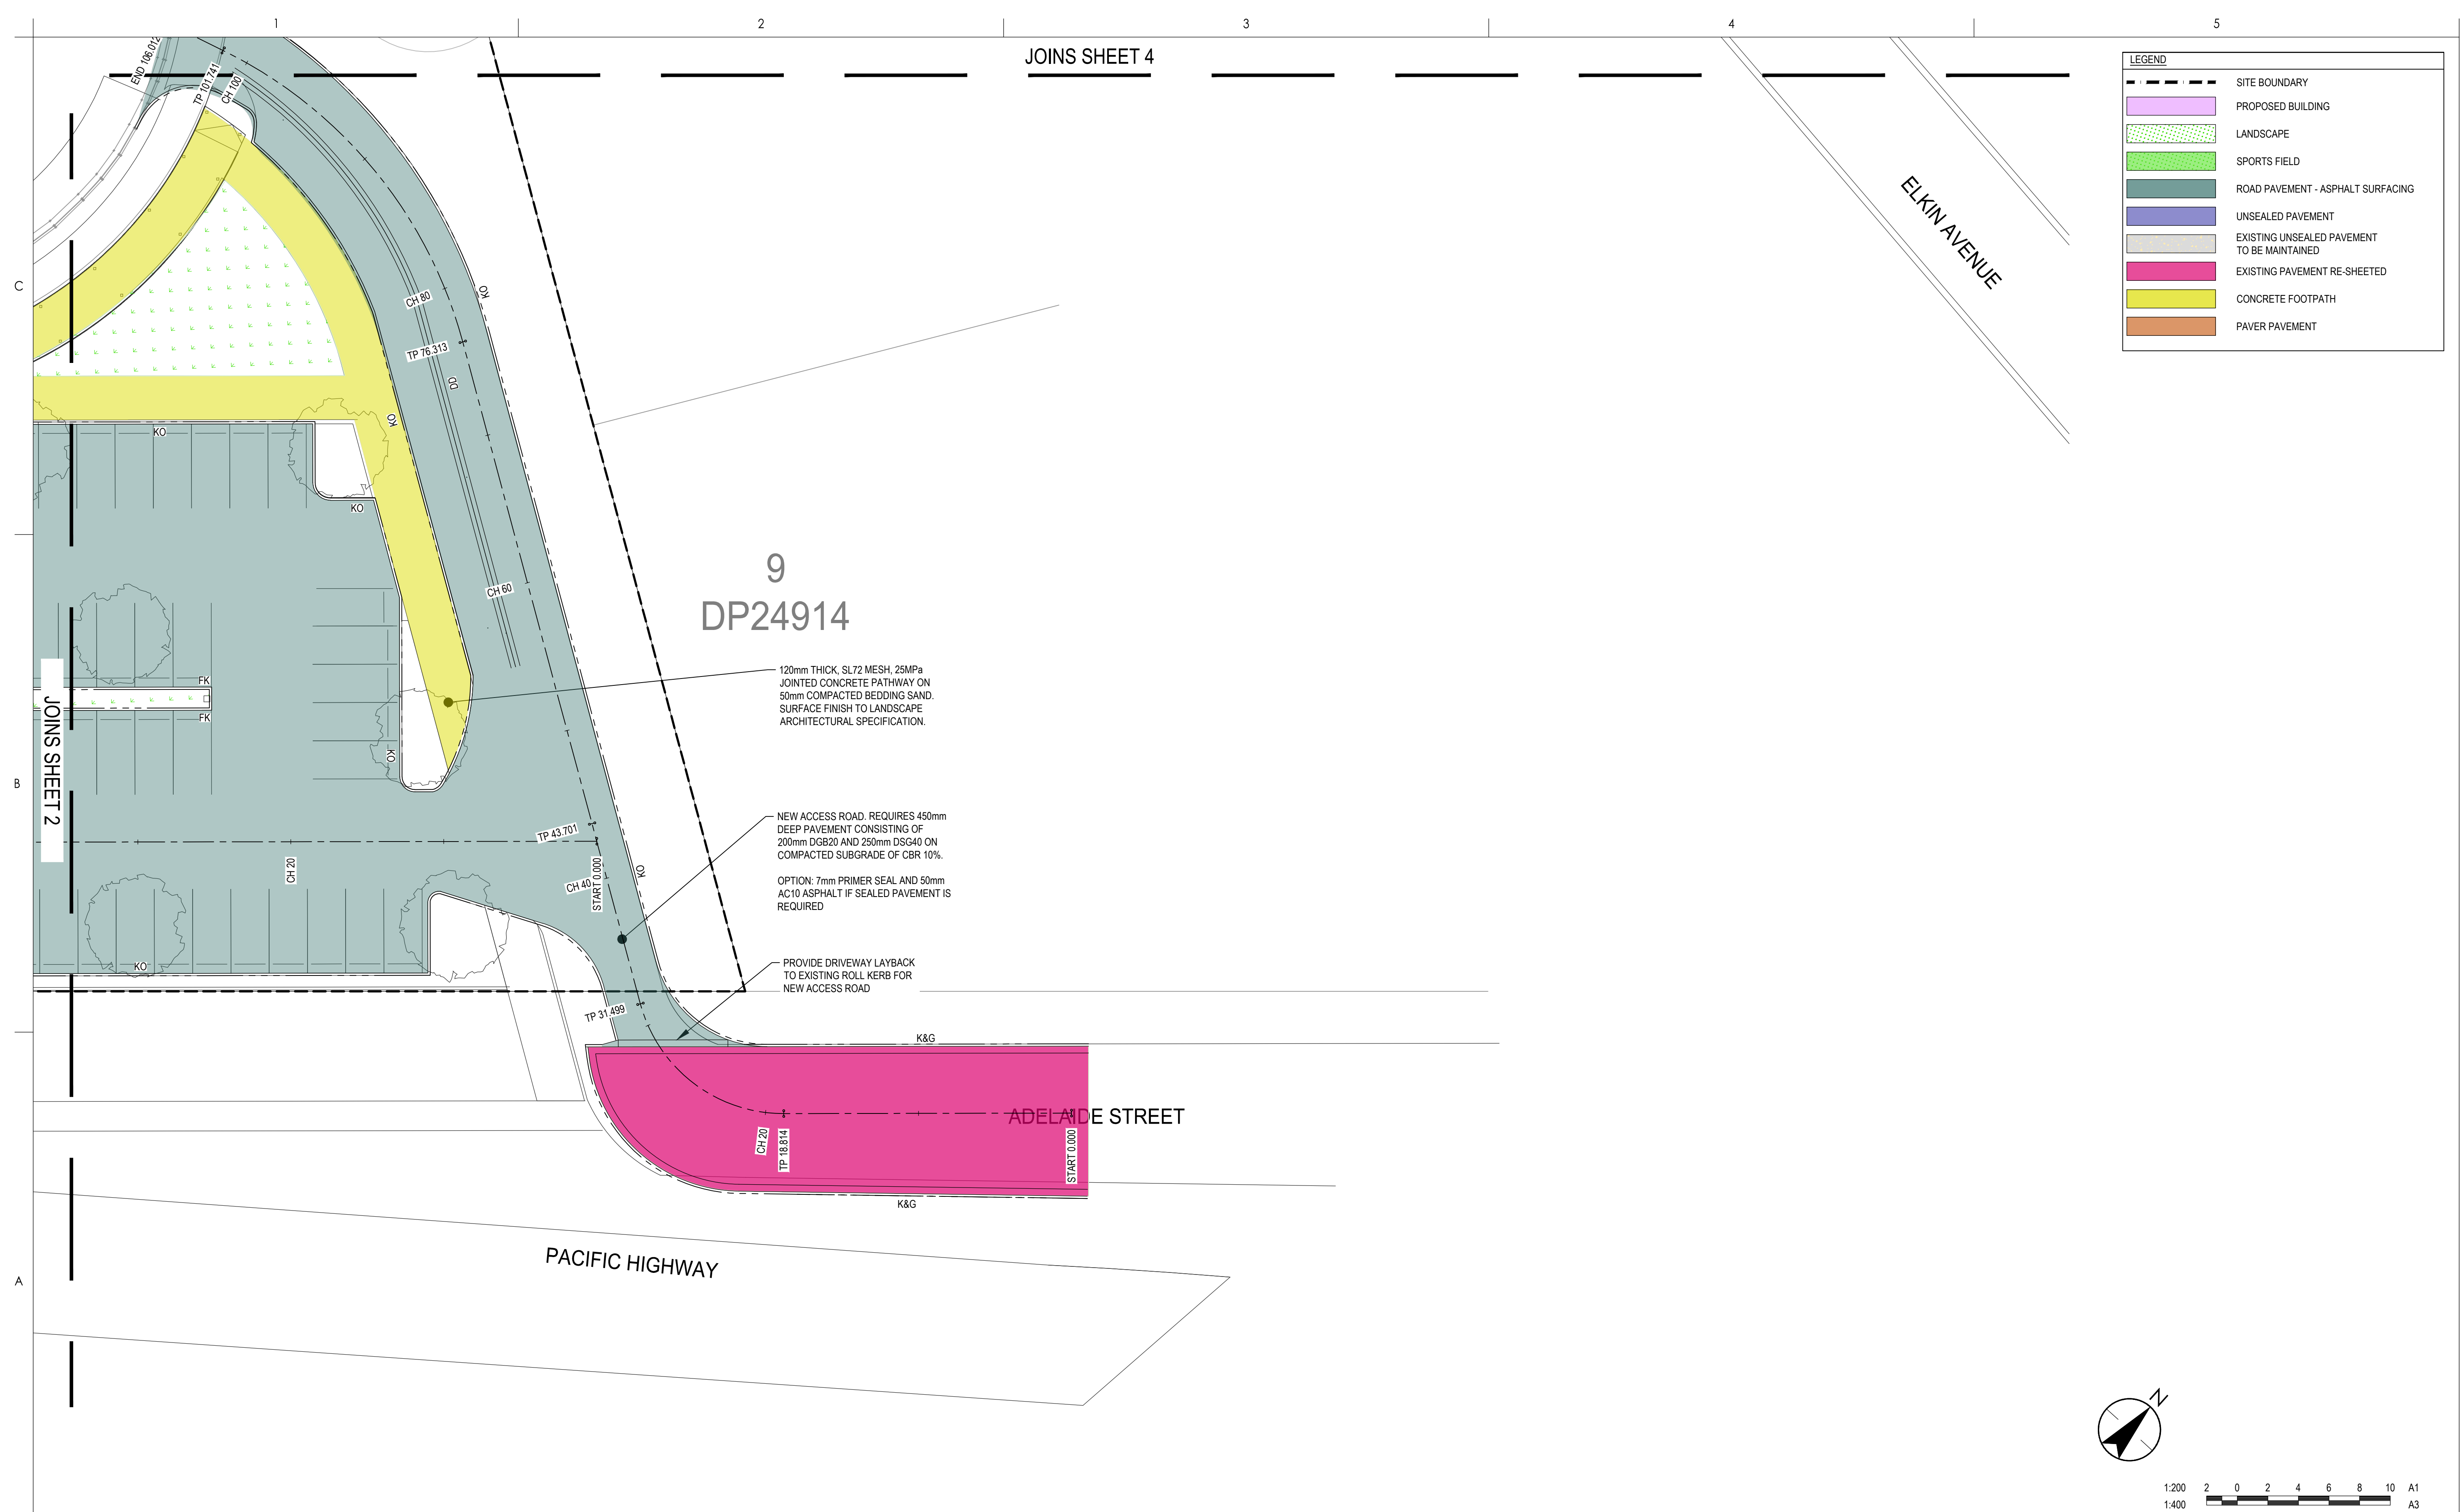 1
2
3
4
5
JOINS SHEET 4
LEGEND
SITE BOUNDARY
PROPOSED BUILDING
LANDSCAPE
SPORTS FIELD
ROAD PAVEMENT - ASPHALT SURFACING
UNSEALED PAVEMENT
EXISTING UNSEALED PAVEMENT
TO BE MAINTAINED
EXISTING PAVEMENT RE-SHEETED
CONCRETE FOOTPATH
PAVER PAVEMENT
END 106.012
TP 101.741
CH 100
ELKIN AVENUE
C
CH 80
KO
TP 76.313
DD
KO
KO
KO
9
DP24914
CH 60
120mm THICK, SL72 MESH, 25MPa
JOINTED CONCRETE PATHWAY ON
50mm COMPACTED BEDDING SAND.
SURFACE FINISH TO LANDSCAPE
ARCHITECTURAL SPECIFICATION.
FK
FK
JOINS SHEET 2
KO
B
TP 43.701
NEW ACCESS ROAD. REQUIRES 450mm
DEEP PAVEMENT CONSISTING OF
200mm DGB20 AND 250mm DSG40 ON
COMPACTED SUBGRADE OF CBR 10%.
OPTION: 7mm PRIMER SEAL AND 50mm
AC10 ASPHALT IF SEALED PAVEMENT IS
REQUIRED
CH 20
CH 40
START 0.000
KO
KO
PROVIDE DRIVEWAY LAYBACK
TO EXISTING ROLL KERB FOR
NEW ACCESS ROAD
TP 31.499
K&G
ADELAIDE STREET
CH 20
TP 18.814
START 0.000
K&G
PACIFIC HIGHWAY
A
N
1:200 2 0 2 4 6 8 10 A1
1:400 A3